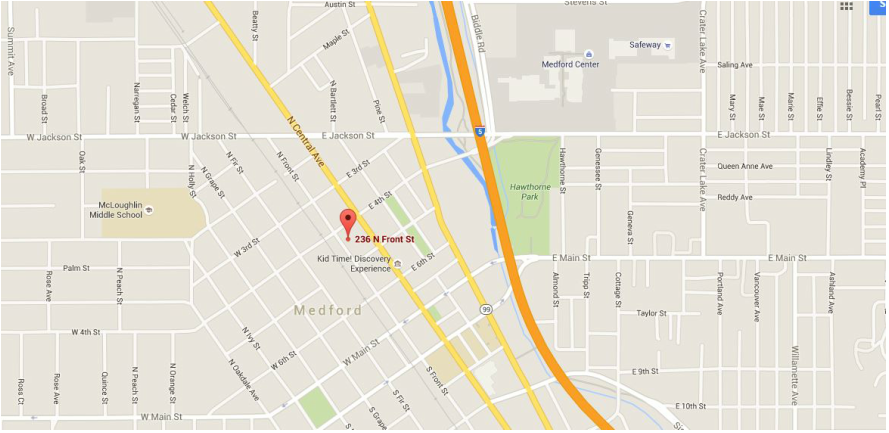 Austin St
Stevens St
Summit Ave
Beatty St
Maple St
Biddle Rd
Medford Center
Safeway
Crater Lake Ave
Saling Ave
Broad St
Narregan St
Cedar St
Welch St
N Bartlett St
Pine St
Mary St
Mae St
Marie St
Effie St
Bessie St
Pearl St
W Jackson St
W Jackson St
E Jackson St
N Central Ave
5
E Jackson St
Oak St
N Holly St
N Grape St
N Fir St
N Front St
E 3rd St
Hawthorne St
Genessee St
Crater Lake Ave
Queen Anne Ave
Lindley St
Academy Pl
McLoughlin
Middle School
E 4th St
Hawthorne
Park
Reddy Ave
Geneva St
W 3rd St
236 N Front St
Kid Time! Discovery
Experience
E 6th St
E Main St
E Main St
Palm St
Rose Ave
N Peach St
Almond St
Tripp St
Cottage St
Portland Ave
Vancouver Ave
Ashland Ave
Medford
99
Taylor St
W 4th St
N Ivy St
W 6th St
W Main St
N Oakdale Ave
S Front St
Willamette Ave
E 9th St
Ross Ct
Rose Ave
Quince St
N Peach St
N Orange St
S Fir St
S Grape
E 10th St
W Main St